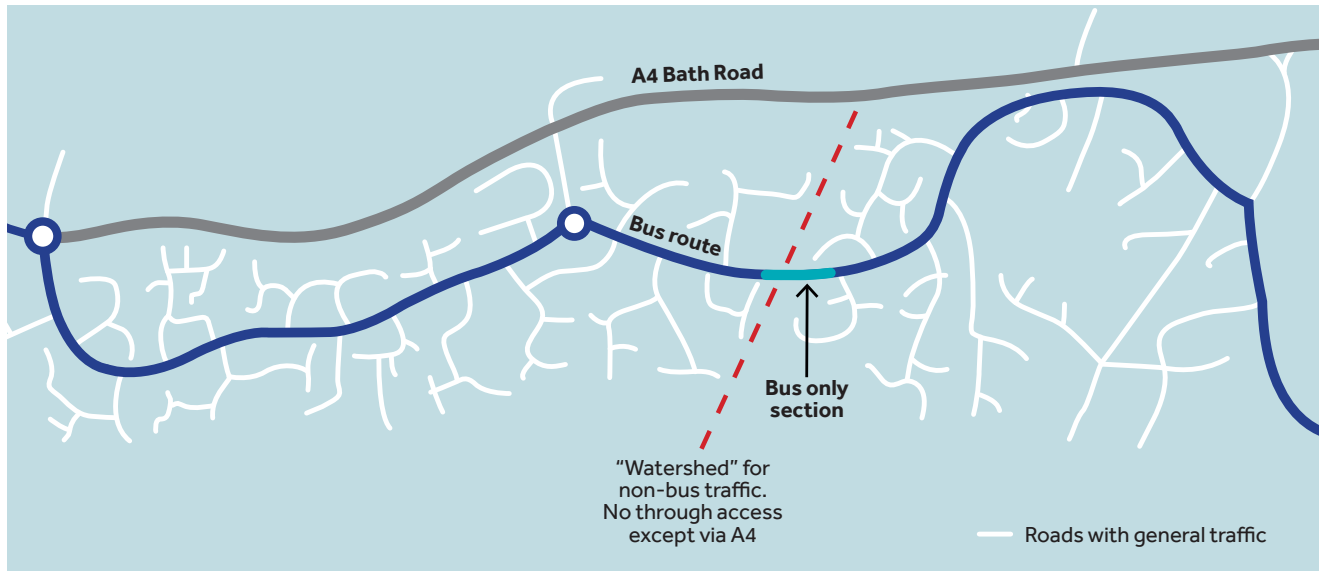 A4 Bath Road
Bus route
Bus only
section
“Watershed” for
non-bus traffic.
No through access
except via A4
Roads with general traffic